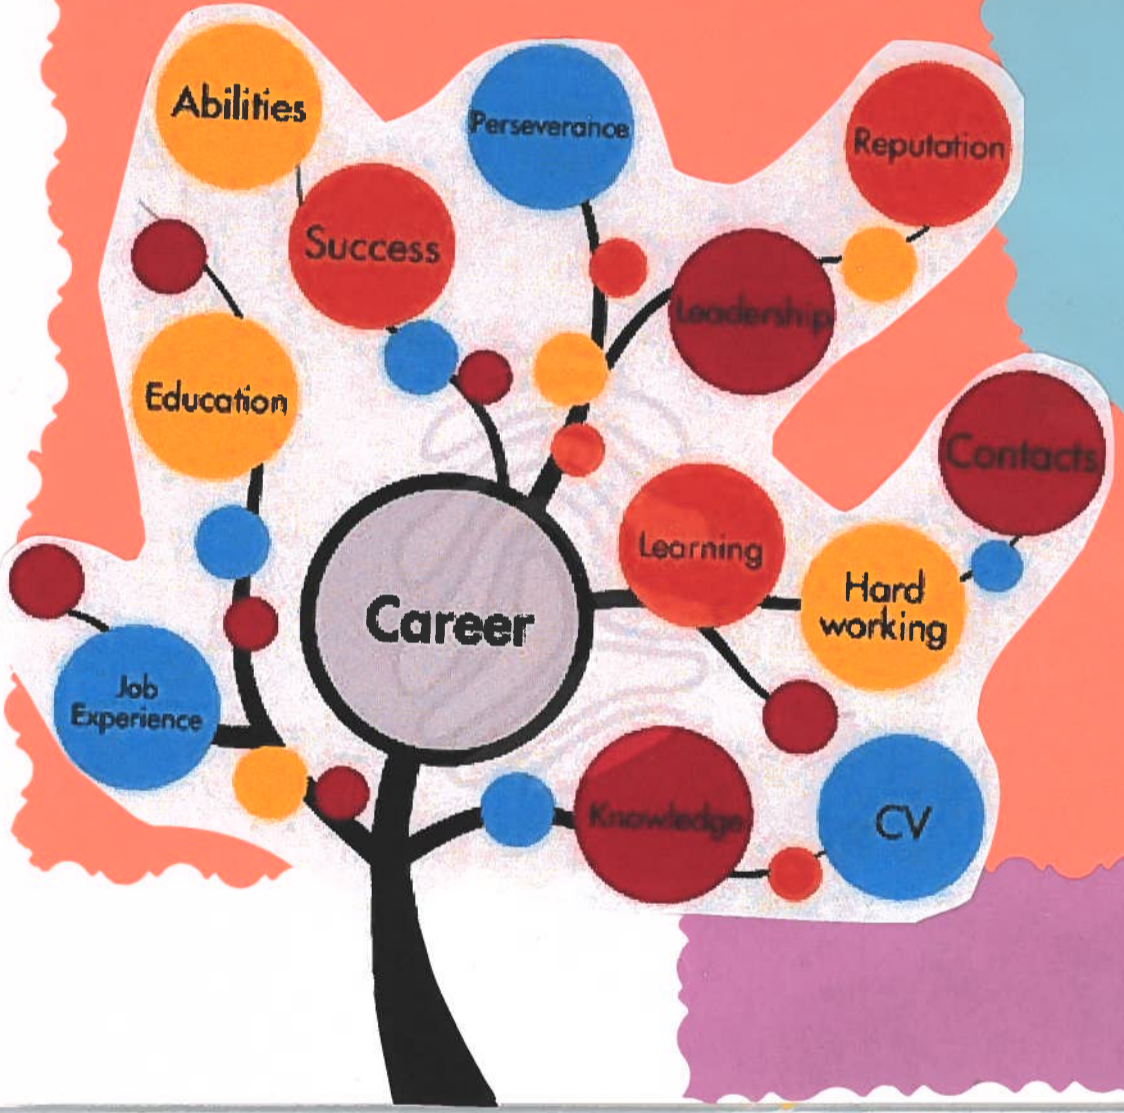 Abilities
Perseverance
Reputation
Success
Leadership
Education
Contacts
Learning
Hard
working
Career
Job
Experience
Knowledge
CV